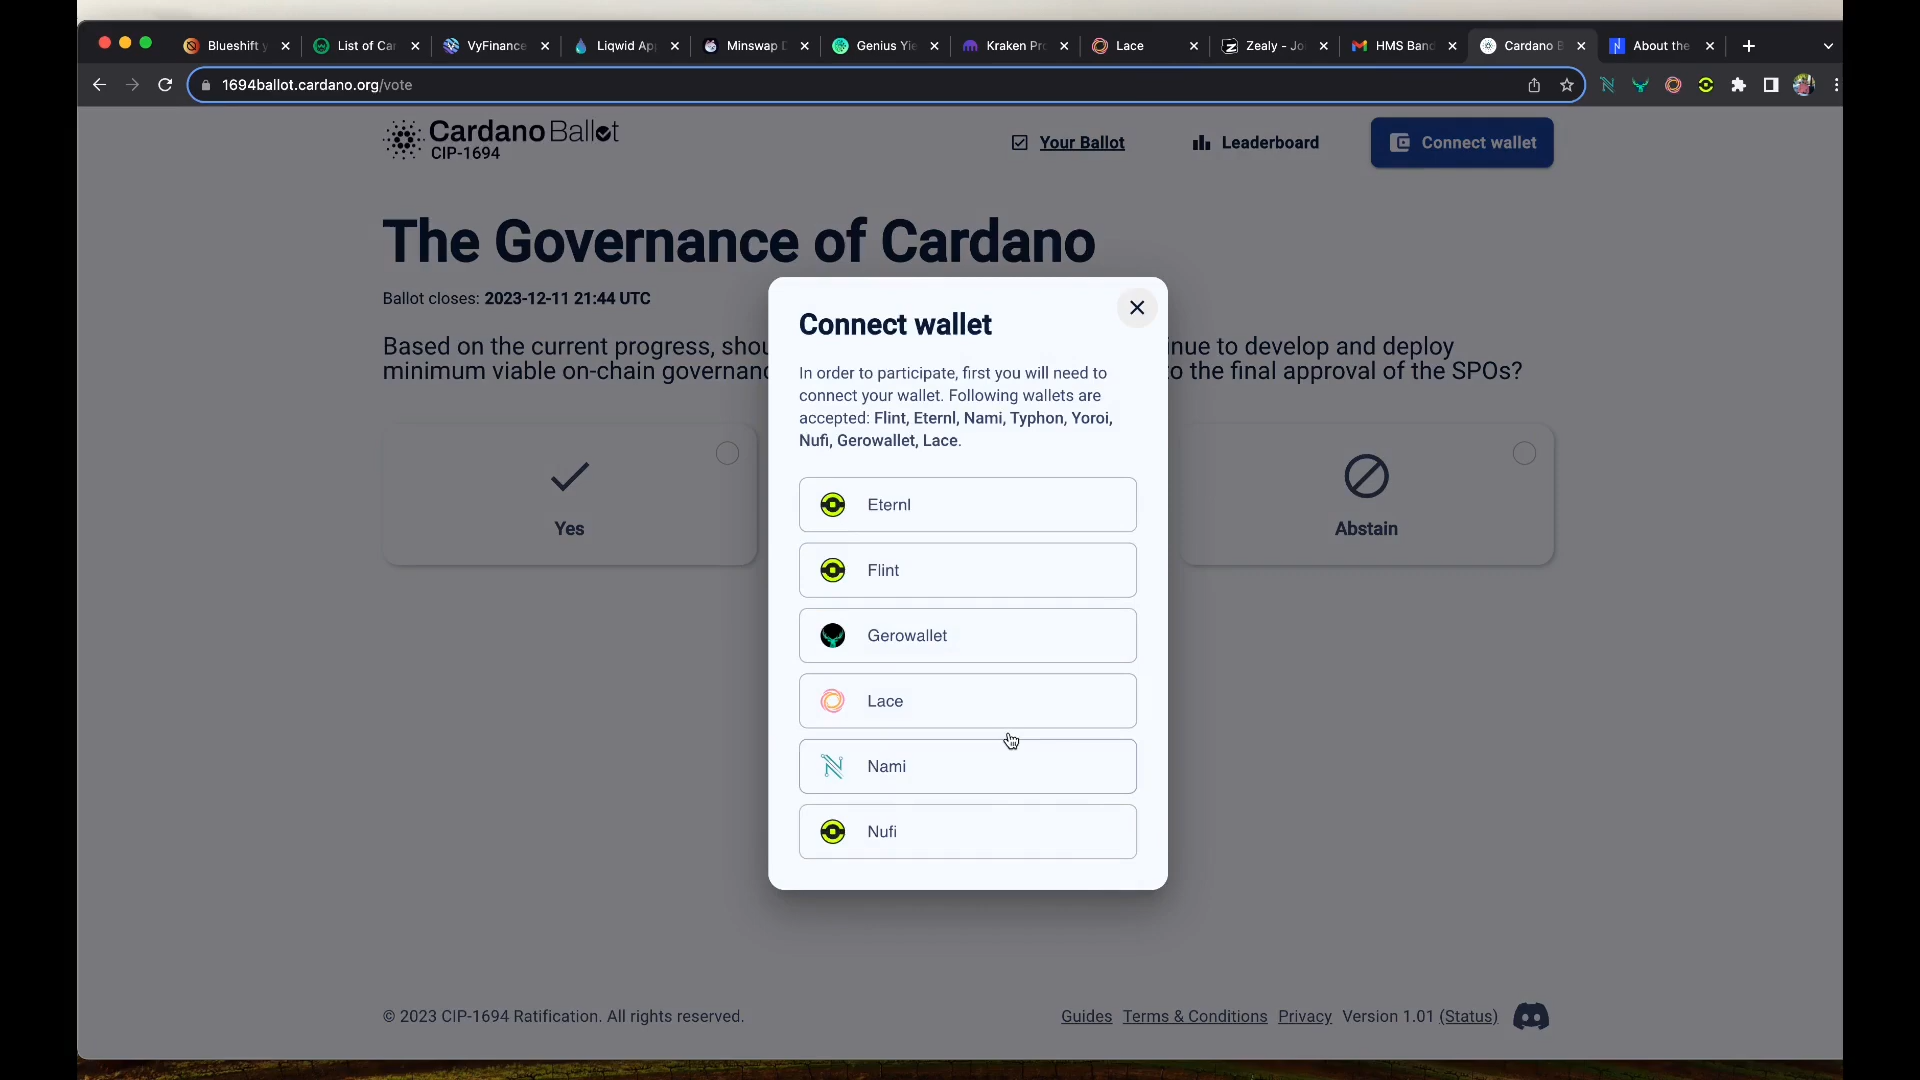 Blueshift y
List of Car
VyFinance
Liqwid App
Minswap D
Genius Yie
Kraken Pro
Lace
Zealy - Jo
HMS Band
Cardano B
About the
1694ballot.cardano.org/vote
Cardano Ballot
CIP-1694
Your Ballot
Leaderboard
Connect wallet
The Governance of Cardano
Ballot closes: 2023-12-11 21:44 UTC
Based on the current progress, shou
nue to develop and deploy
minimum viable on-chain governanc
o the final approval of the SPOs?
Yes
Abstain
Connect wallet
In order to participate, first you will need to
connect your wallet. Following wallets are
accepted: Flint, Eternl, Nami, Typhon, Yoroi,
Nufi, Gerowallet, Lace.
Eternl
Flint
Gerowallet
Lace
Nami
Nufi
© 2023 CIP-1694 Ratification. All rights reserved.
Guides Terms & Conditions Privacy Version 1.01 (Status)